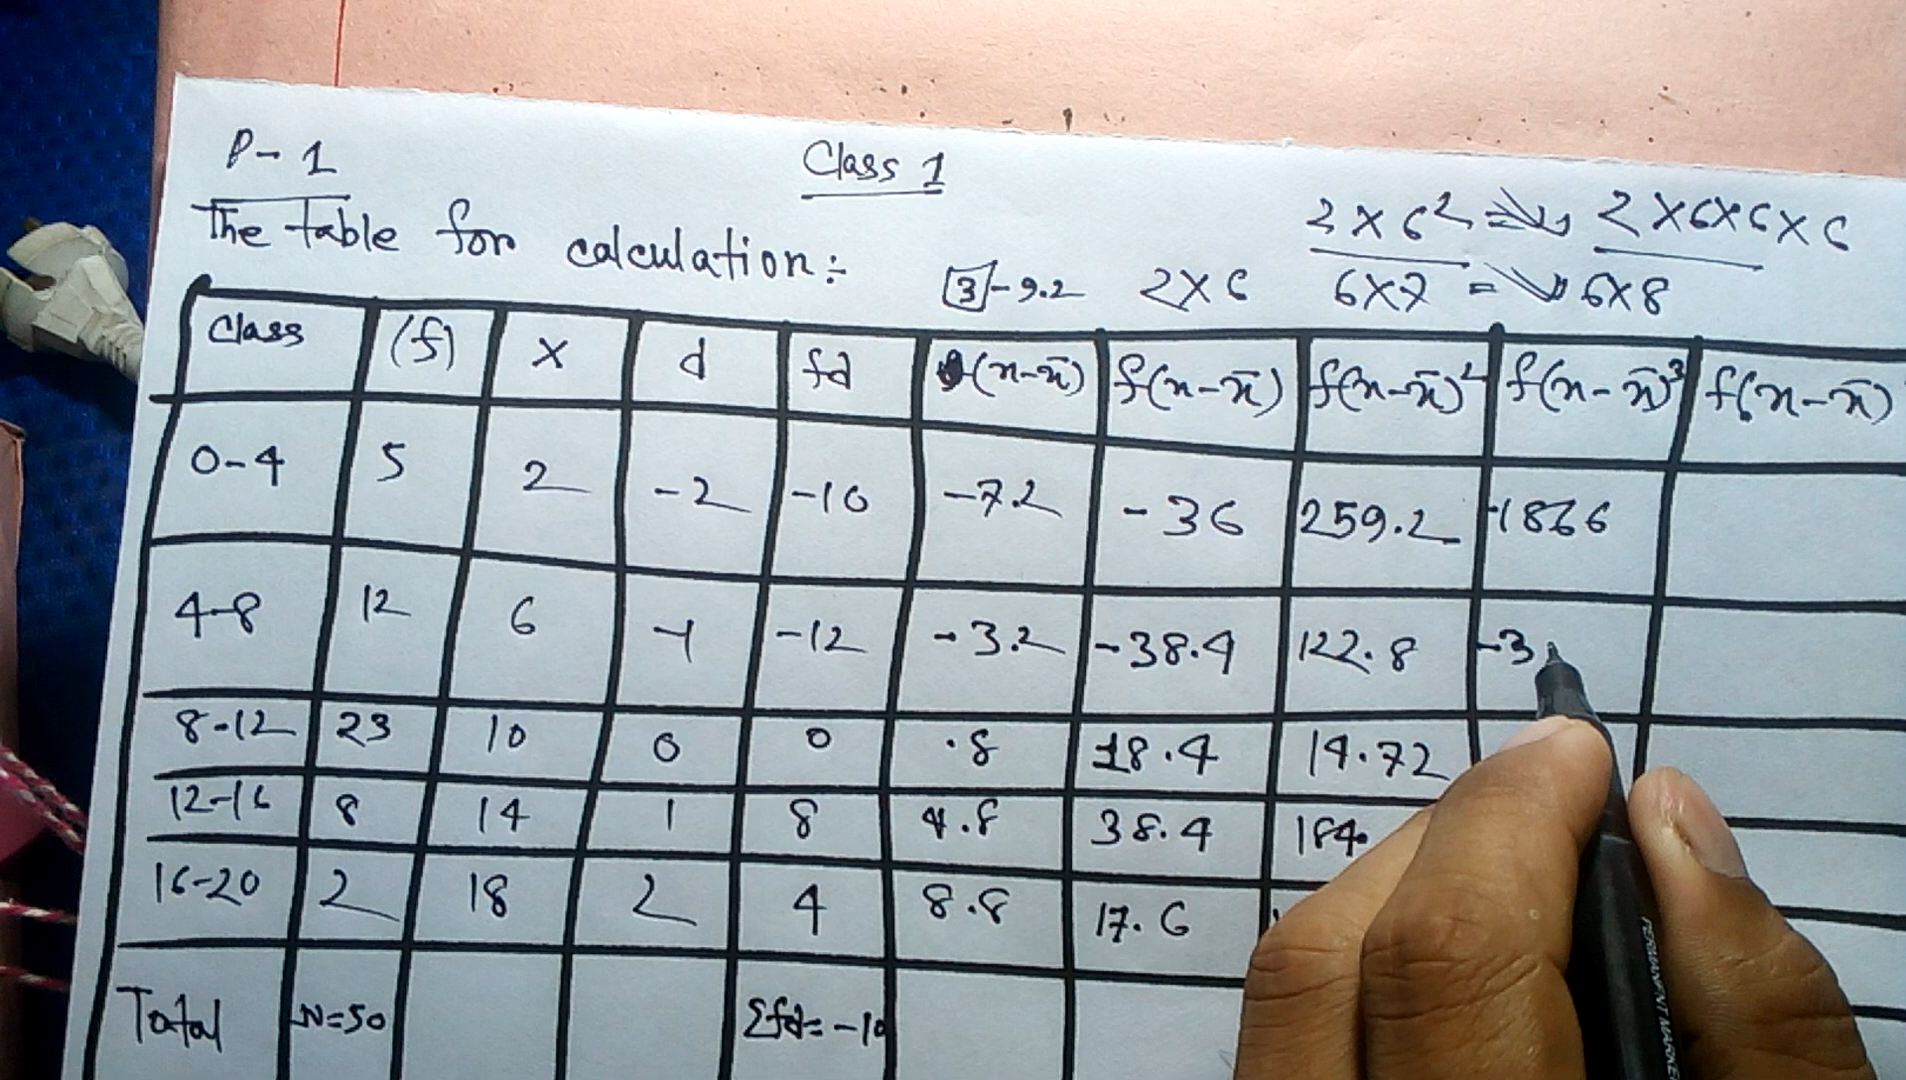 P-1
Class 1
The table for calculation:-
2×6² => 2×6×6×6
3-9.2 2×6 6×7 = 6×8
Class (f) X d fd (x-x̄) f(x-x̄) f(x-x̄)² f(x-x̄)³ f(x-x̄)
0-4 5 2 -2 -10 -7.2 -36 259.2 -1866
4-8 12 6 -1 -12 -3.2 -38.4 122.8 -3
8-12 23 10 0 0 .8 18.4 14.72
12-16 8 14 1 8 4.8 38.4 184.
16-20 2 18 2 4 8.8 17.6
Total N=50 Σfd=-10
PERMANENT MARKER